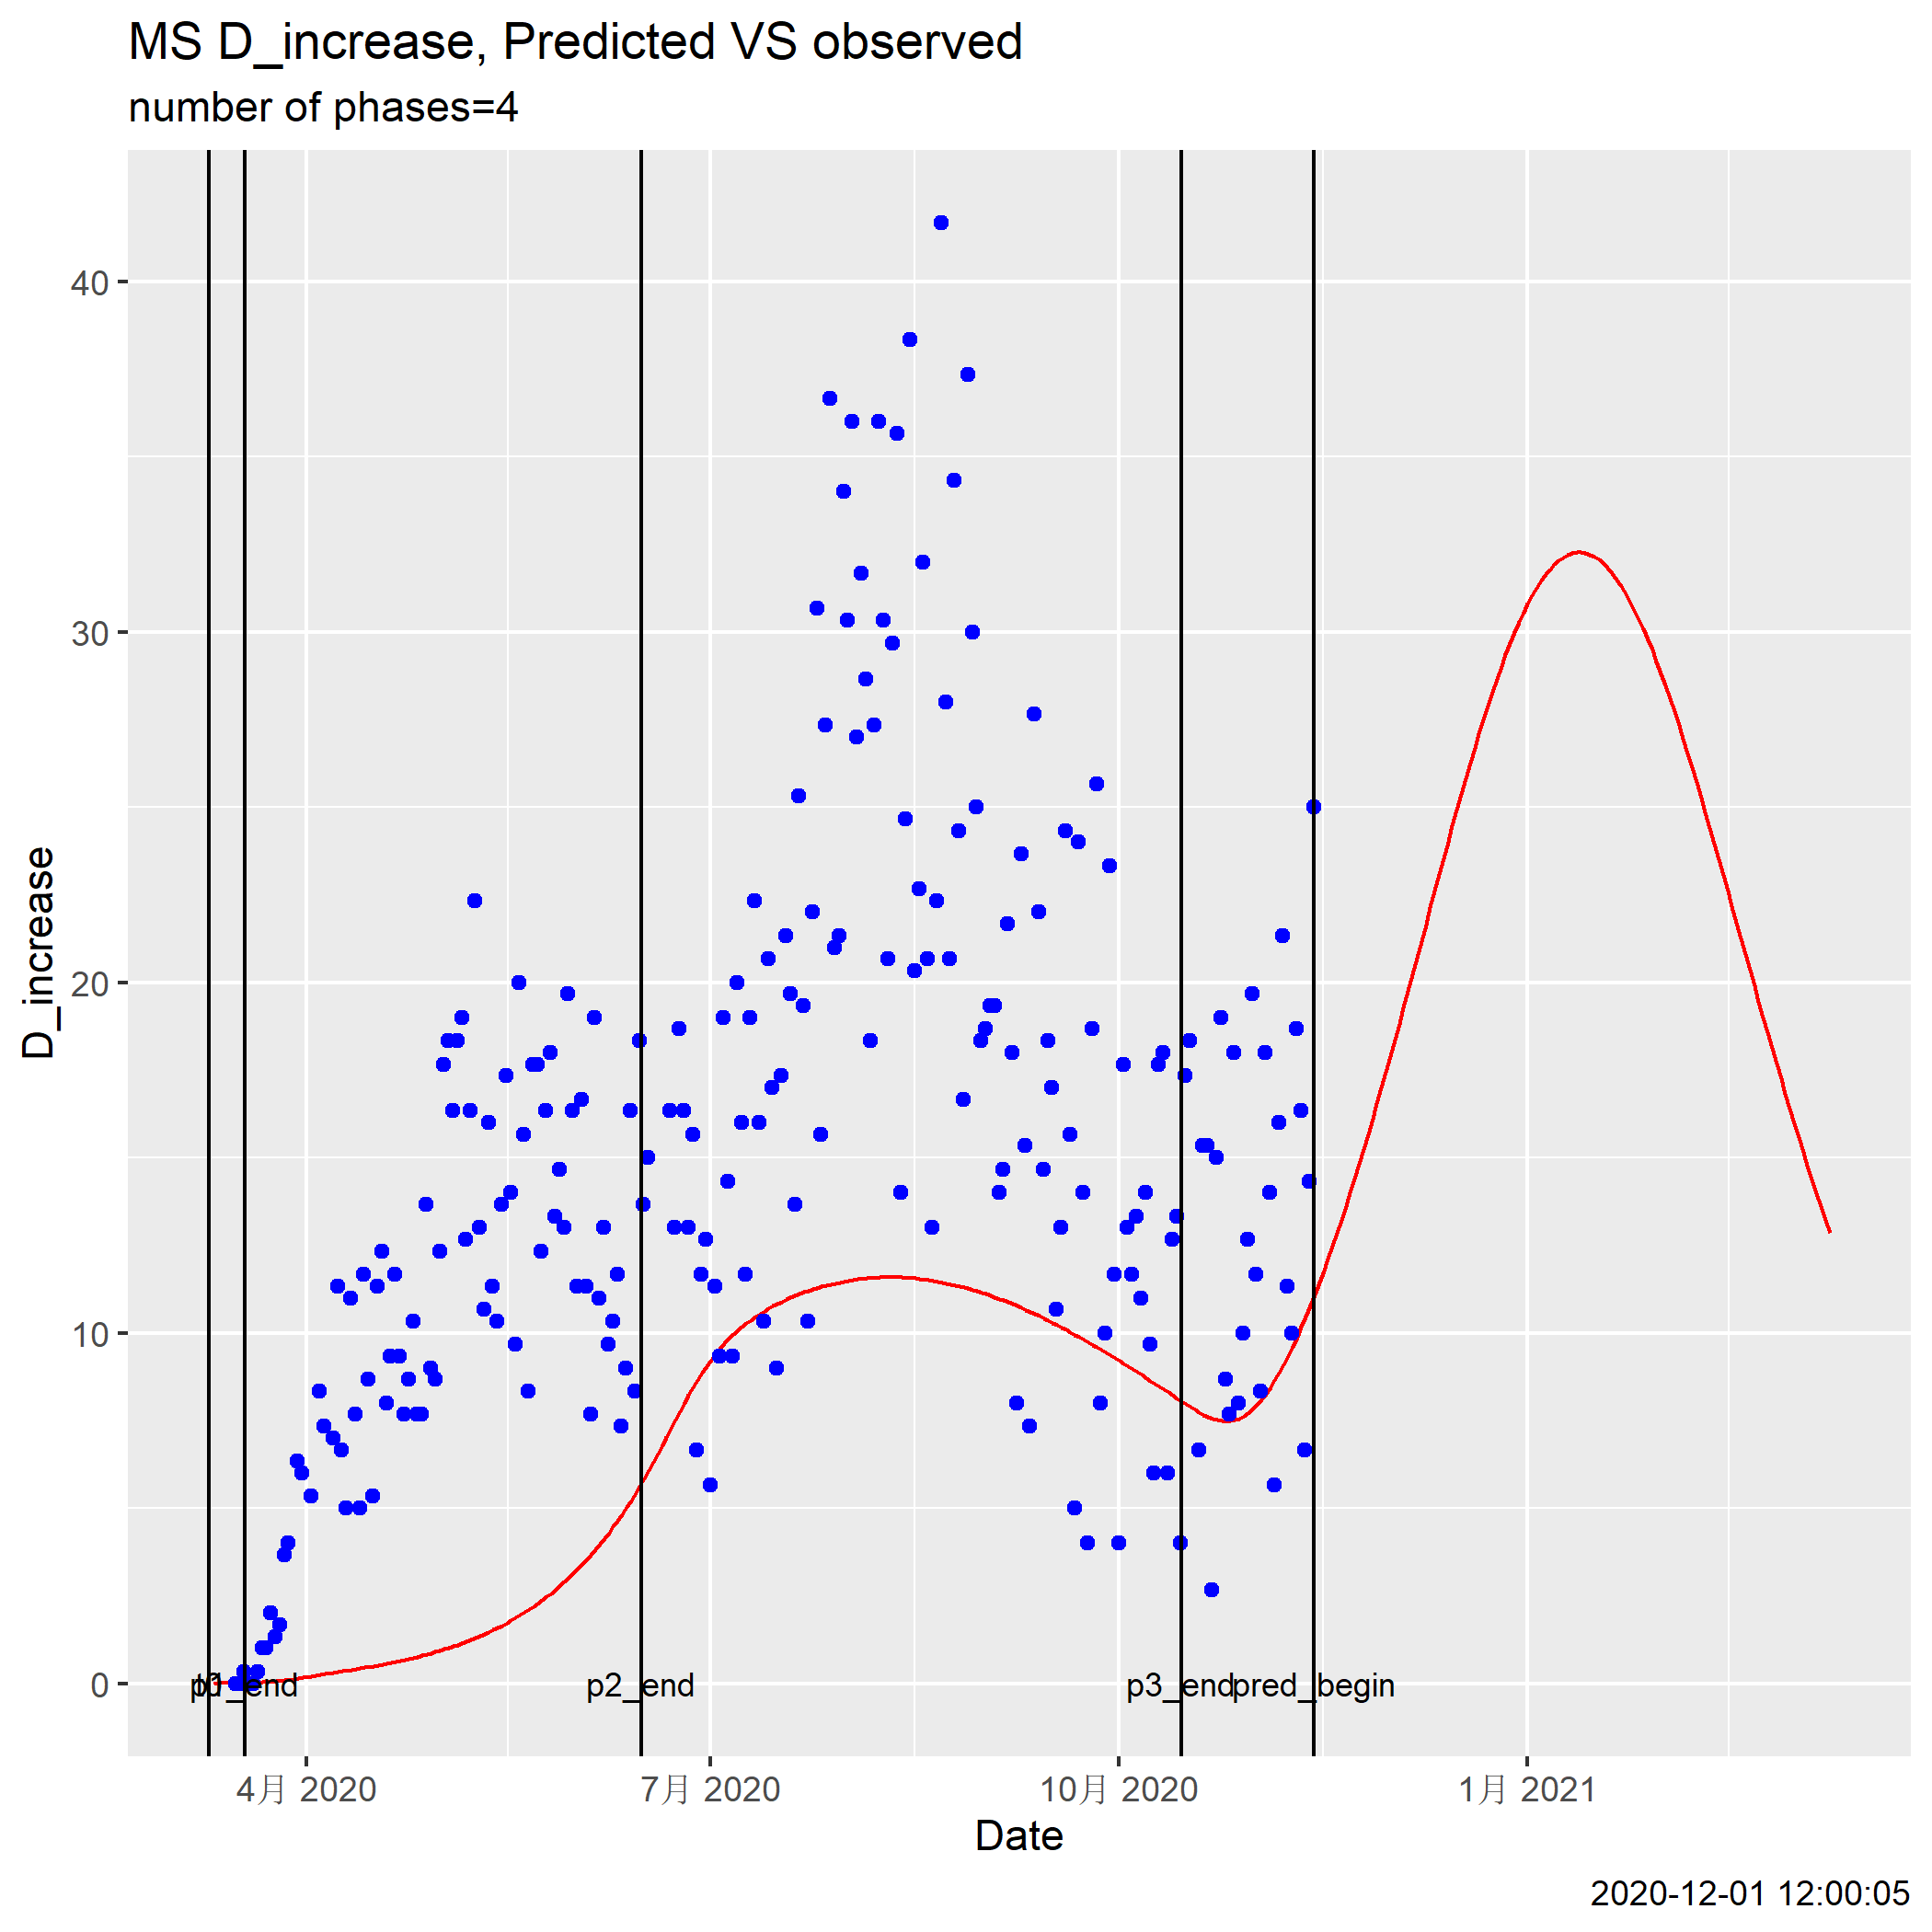 MS D_increase, Predicted VS observed
number of phases=4
40
30
20
10
0
D_increase
p2_end
p3_end
pred_begin
4月 2020
7月 2020
10月 2020
1月 2021
Date
2020-12-01 12:00:05